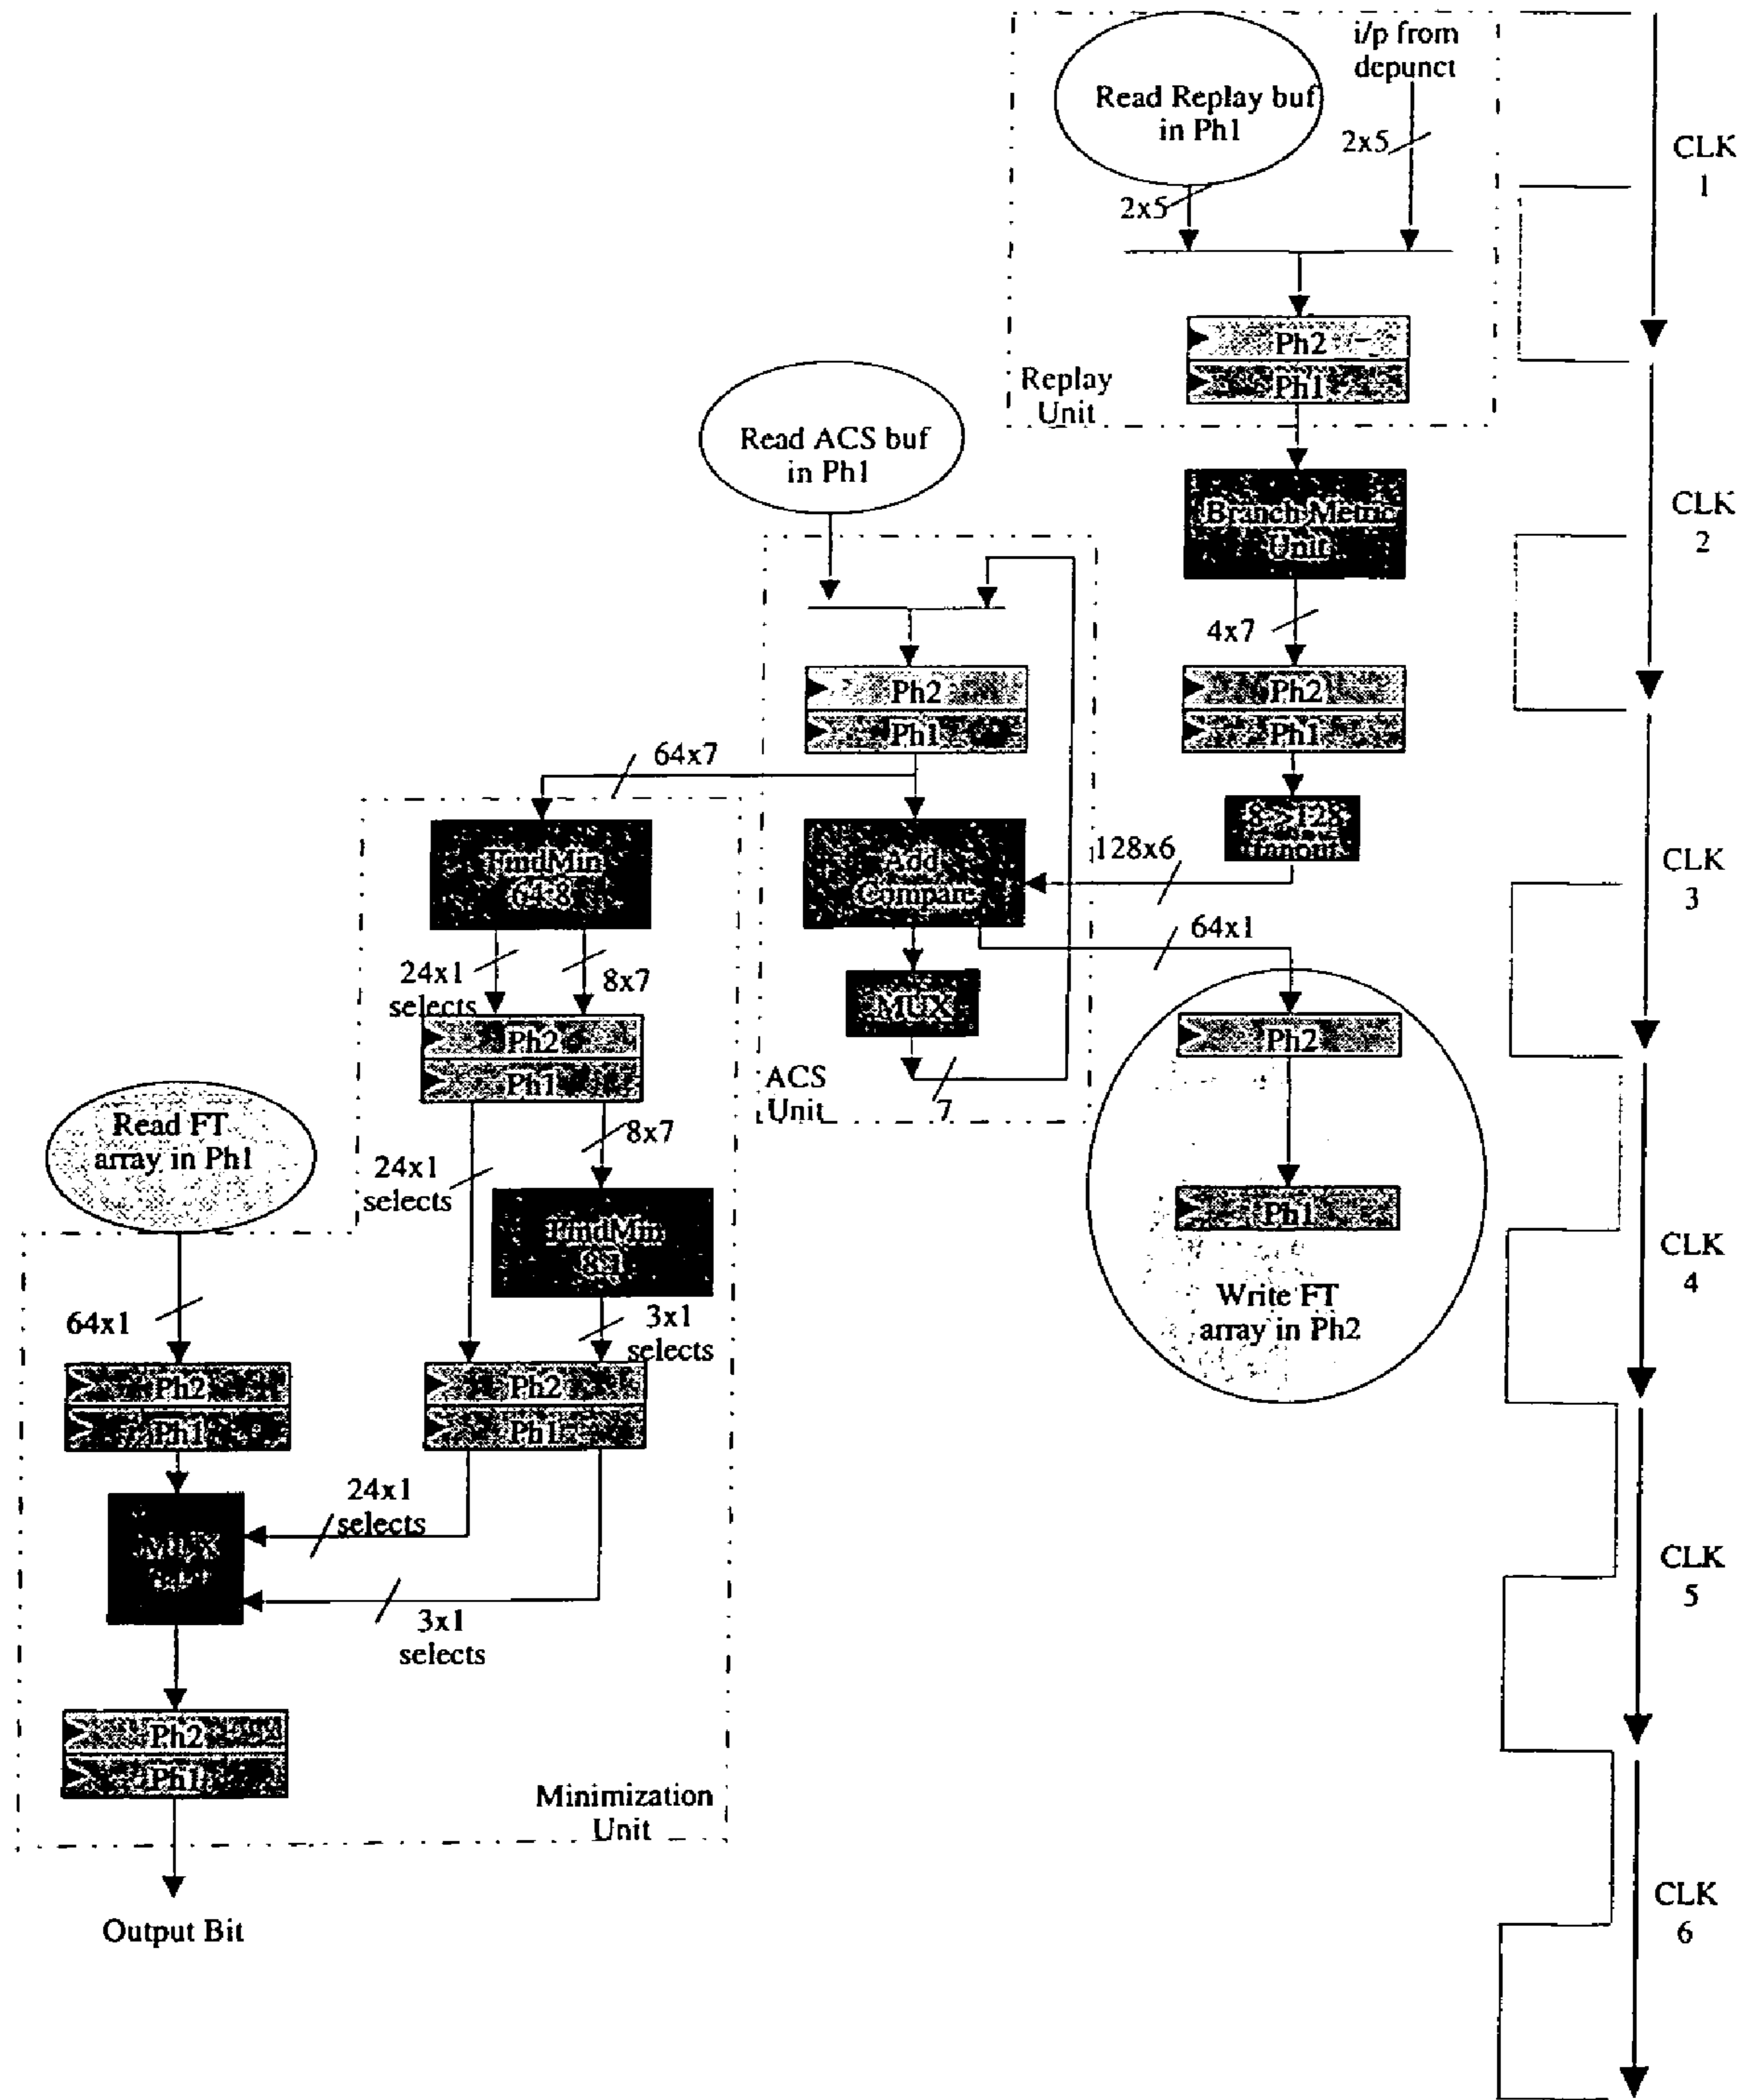 i/p from
depunct
Read Replay buf
in Ph1
2x5
2x5
CLK
1
Ph2
Ph1
Replay
Unit
Read ACS buf
in Ph1
Branch Metric
Unit
CLK
2
4x7
Ph2
Ph1
Ph2
Ph1
64x7
FindMin
64:8
Add
Compare
128x6
8->128
fanout
CLK
3
64x1
24x1
selects
8x7
MUX
Ph2
Ph1
Ph2
ACS
Unit
7
Read FT
array in Ph1
8x7
24x1
selects
Ph1
FindMin
8:1
Write FT
array in Ph2
CLK
4
64x1
3x1
selects
Ph2
Ph1
Ph2
Ph1
24x1
selects
MUX
CLK
5
3x1
selects
Ph2
Ph1
Minimization
Unit
CLK
6
Output Bit